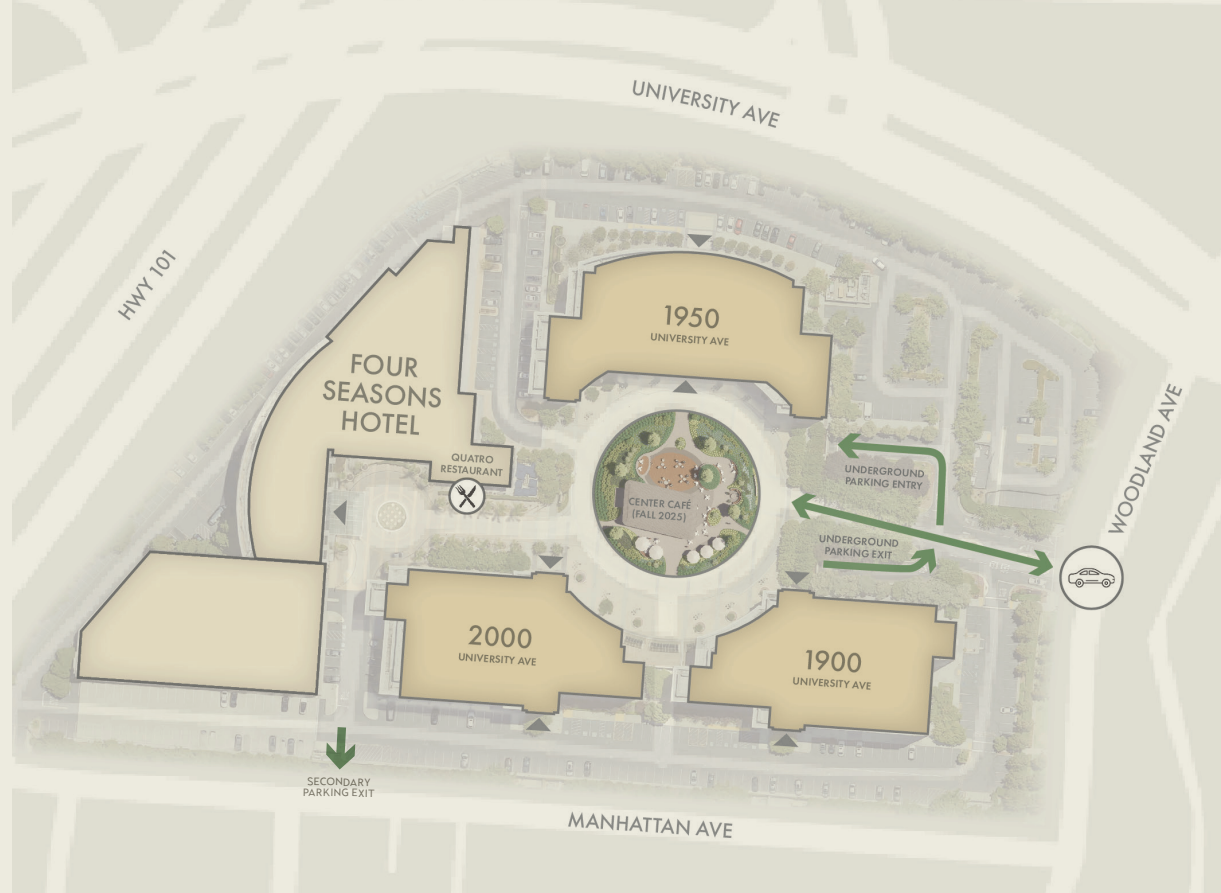 UNIVERSITY AVE
HWY 101
1950
UNIVERSITY AVE
FOUR
SEASONS
HOTEL
QUATRO
RESTAURANT
WOODLAND AVE
UNDERGROUND
PARKING ENTRY
CENTER CAFÉ
(FALL 2025)
UNDERGROUND
PARKING EXIT
2000
UNIVERSITY AVE
1900
UNIVERSITY AVE
SECONDARY
PARKING EXIT
MANHATTAN AVE